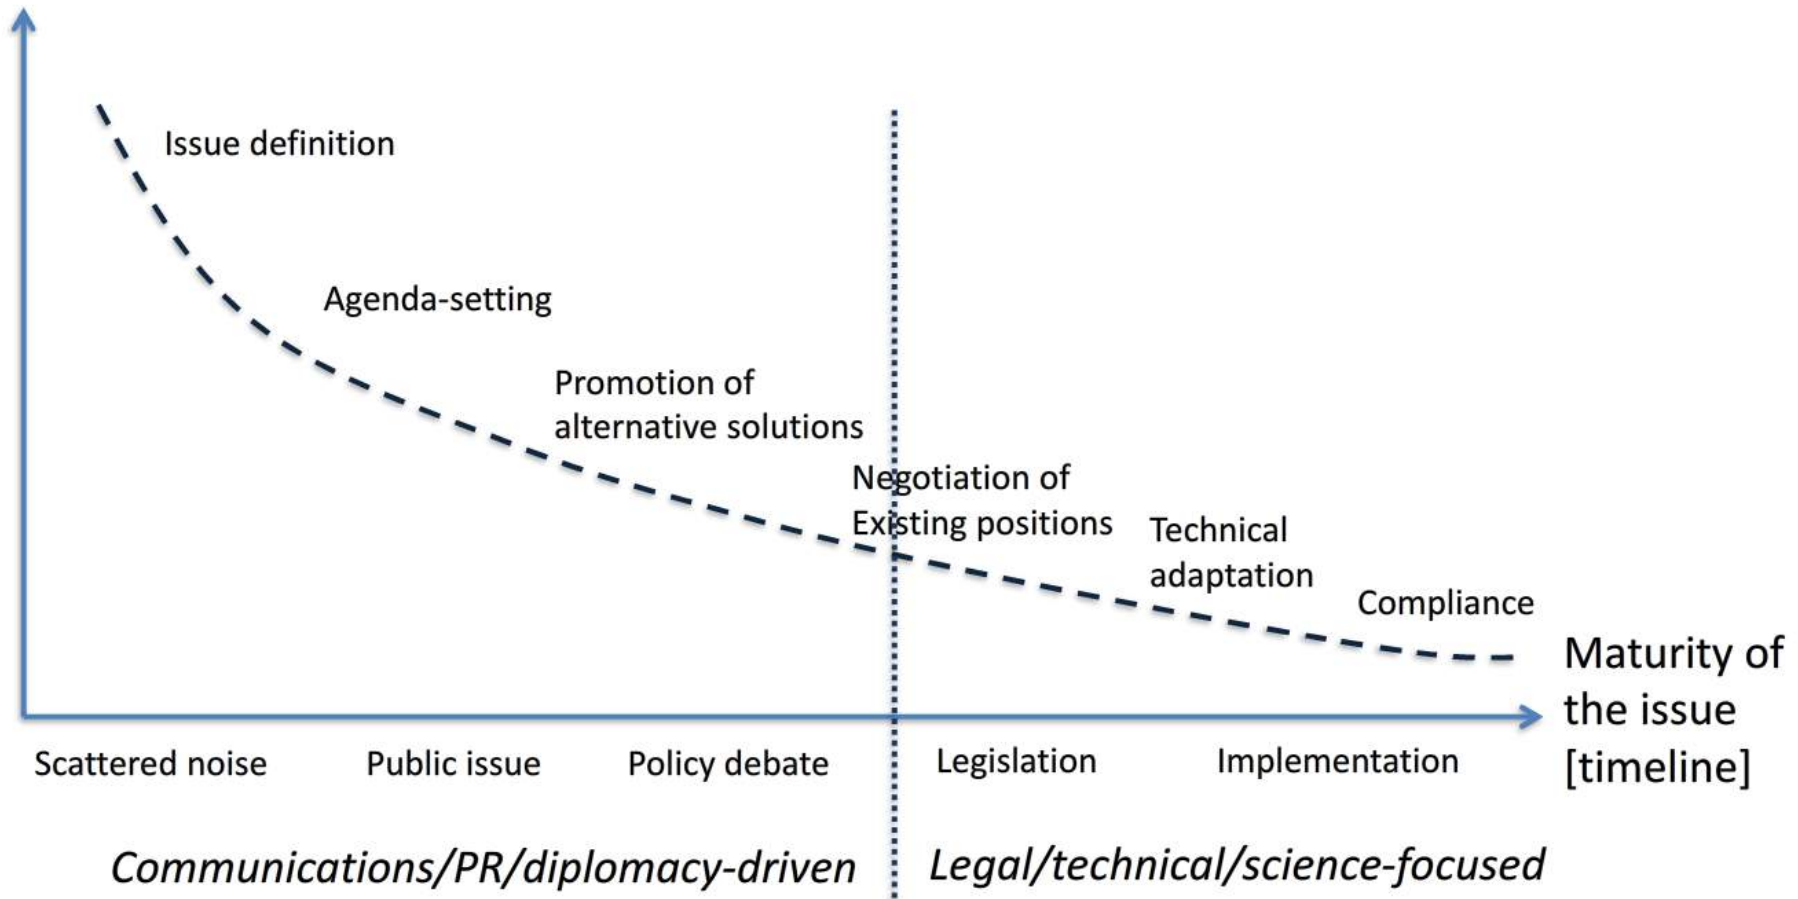 Issue definition
Agenda-setting
Promotion of
alternative solutions
Negotiation of
Existing positions
Technical
adaptation
Compliance
Maturity of
the issue
[timeline]
Scattered noise
Public issue
Policy debate
Legislation
Implementation
Communications/PR/diplomacy-driven
Legal/technical/science-focused